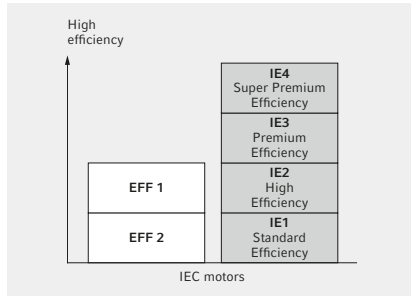 High
efficiency
IE4
Super Premium
Efficiency
IE3
Premium
Efficiency
EFF 1
IE2
High
Efficiency
EFF 2
IE1
Standard
Efficiency
IEC motors